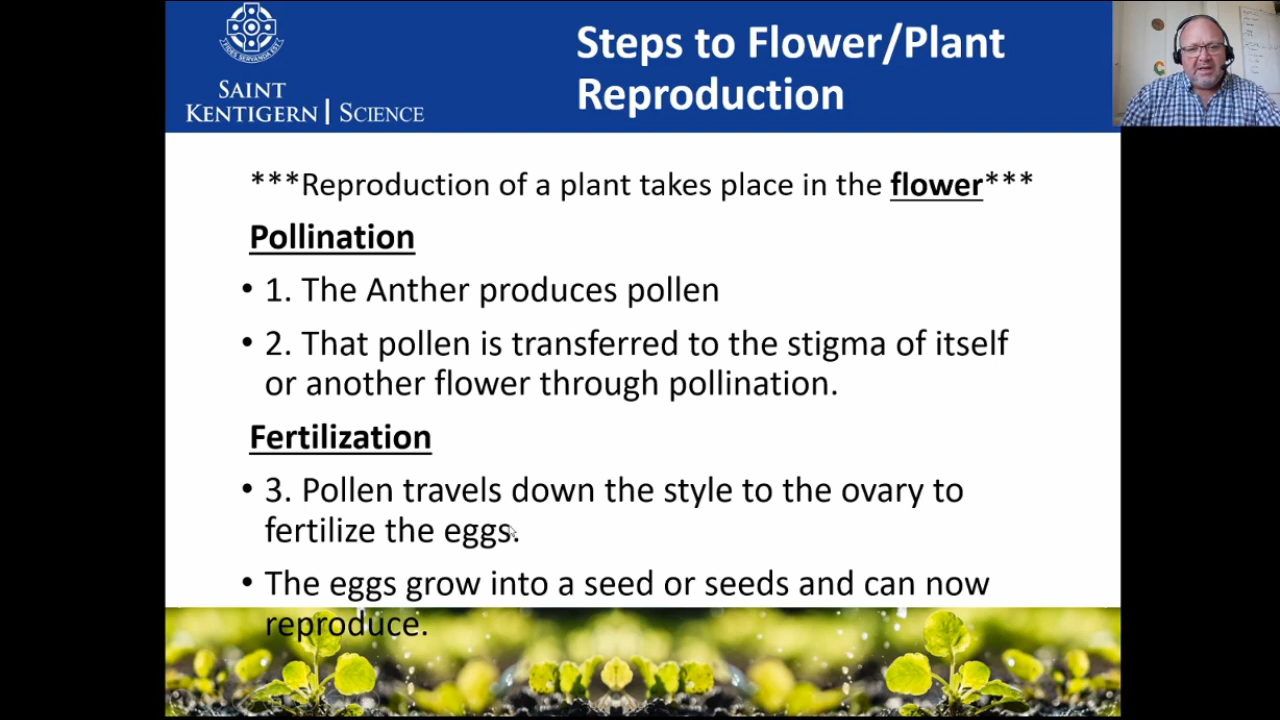 FIDES SERVANDA EST
SAINT
KENTIGERN | SCIENCE
Steps to Flower/Plant
Reproduction
***Reproduction of a plant takes place in the flower***
Pollination
• 1. The Anther produces pollen
• 2. That pollen is transferred to the stigma of itself
or another flower through pollination.
Fertilization
• 3. Pollen travels down the style to the ovary to
fertilize the eggs.
• The eggs grow into a seed or seeds and can now
reproduce.